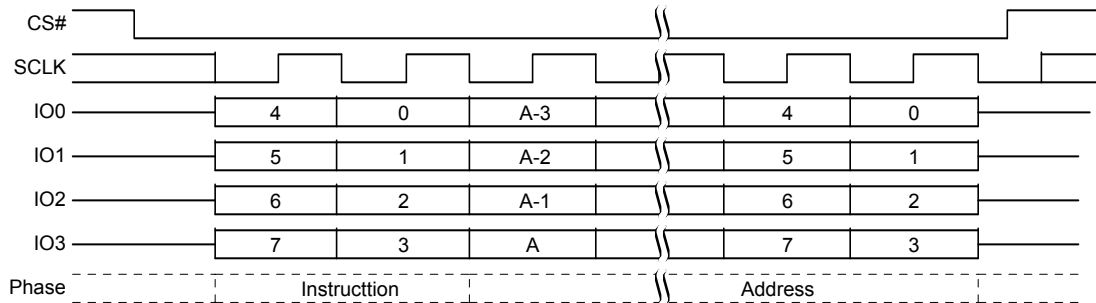 CS#
SCLK
IO0 4 0 A-3 4 0
IO1 5 1 A-2 5 1
IO2 6 2 A-1 6 2
IO3 7 3 A 7 3
Phase Instructtion Address